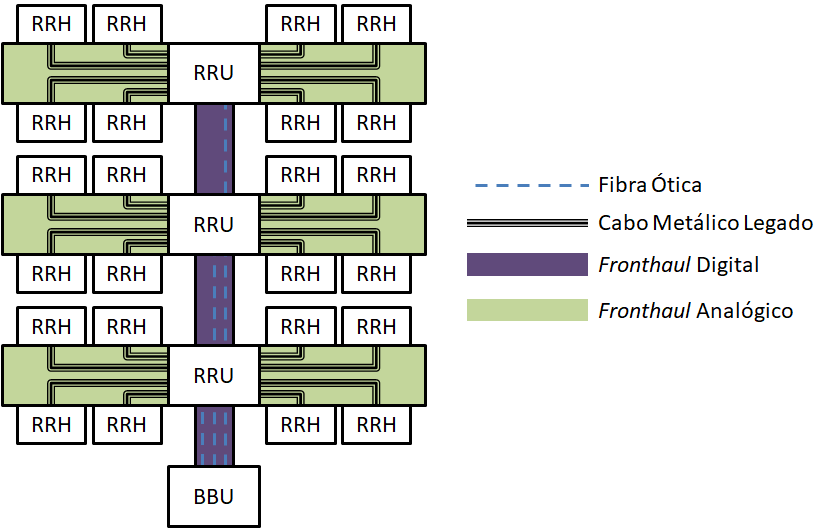 RRH RRH RRH RRH
RRU
RRH RRH RRH RRH
RRH RRH RRH RRH
RRU
RRH RRH RRH RRH
RRH RRH RRH RRH
RRU
RRH RRH RRH RRH
BBU
Fibra Ótica
Cabo Metálico Legado
Fronthaul Digital
Fronthaul Analógico